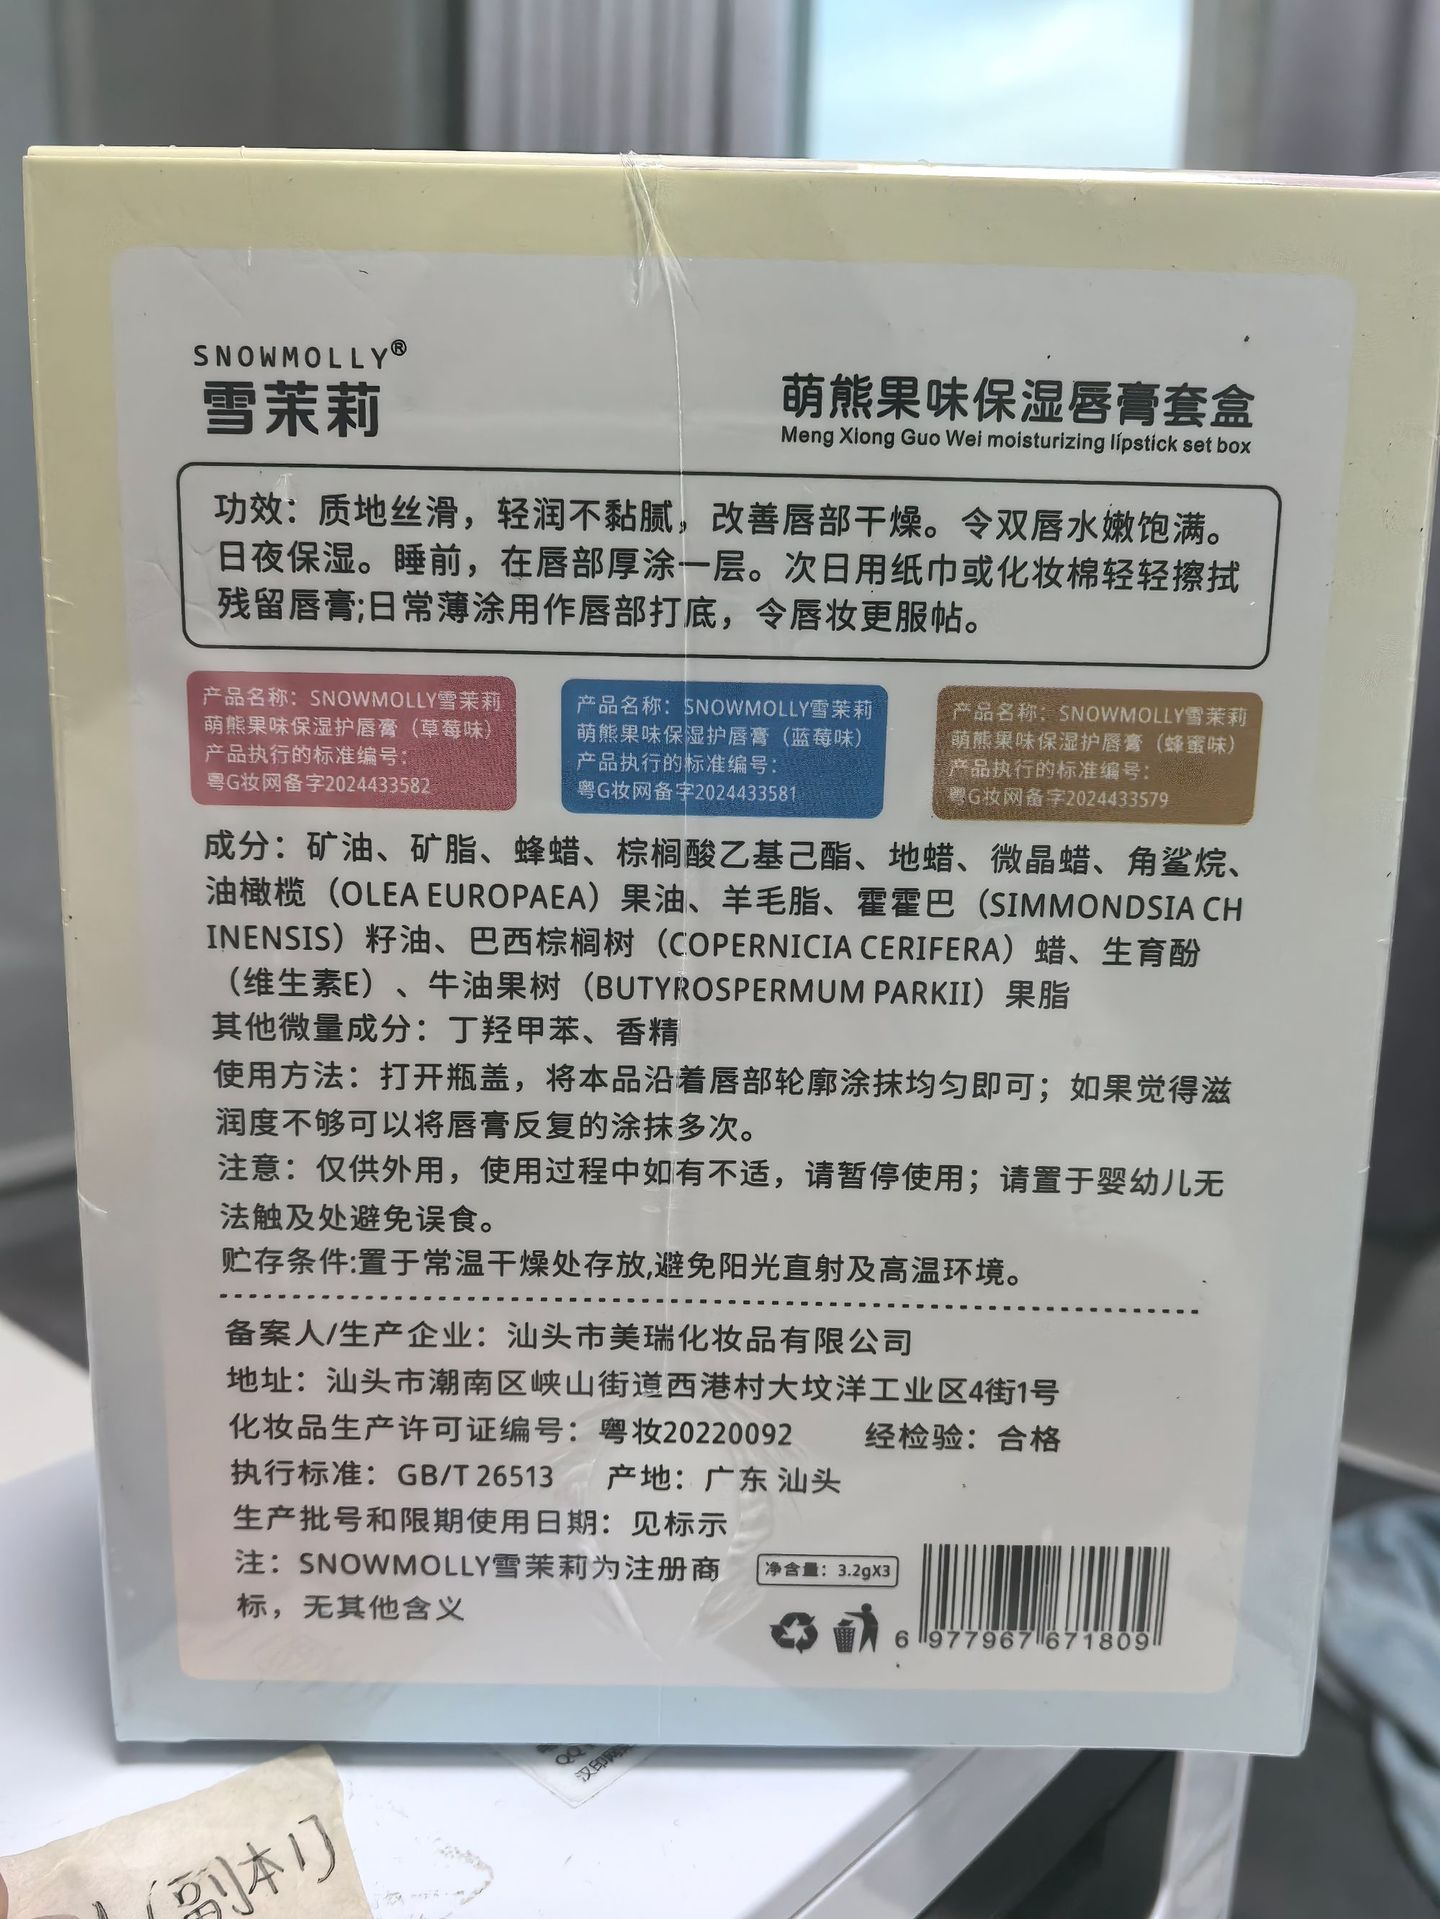 SNOWMOLLY®
雪茉莉
萌熊果味保湿唇膏套盒
Meng Xiong Guo Wei moisturizing lipstick set box
功效：质地丝滑，轻润不黏腻，改善唇部干燥。令双唇水嫩饱满。
日夜保湿。睡前，在唇部厚涂一层。次日用纸巾或化妆棉轻轻擦拭
残留唇膏;日常薄涂用作唇部打底，令唇妆更服帖。
产品名称：SNOWMOLLY雪茉莉
萌熊果味保湿护唇膏（草莓味）
产品执行的标准编号：
粤G妆网备字2024433582
产品名称：SNOWMOLLY雪茉莉
萌熊果味保湿护唇膏（蓝莓味）
产品执行的标准编号：
粤G妆网备字2024433581
产品名称：SNOWMOLLY雪茉莉
萌熊果味保湿护唇膏（蜂蜜味）
产品执行的标准编号：
粤G妆网备字2024433579
成分：矿油、矿脂、蜂蜡、棕榈酸乙基己酯、地蜡、微晶蜡、角鲨烷、
油橄榄（OLEA EUROPAEA）果油、羊毛脂、霍霍巴（SIMMONDSIA CH
INENSIS）籽油、巴西棕榈树（COPERNICIA CERIFERA）蜡、生育酚
（维生素E）、牛油果树（BUTYROSPERMUM PARKII）果脂
其他微量成分：丁羟甲苯、香精
使用方法：打开瓶盖，将本品沿着唇部轮廓涂抹均匀即可；如果觉得滋
润度不够可以将唇膏反复的涂抹多次。
注意：仅供外用，使用过程中如有不适，请暂停使用；请置于婴幼儿无
法触及处避免误食。
贮存条件:置于常温干燥处存放,避免阳光直射及高温环境。
备案人/生产企业：汕头市美瑞化妆品有限公司
地址：汕头市潮南区峡山街道西港村大坟洋工业区4街1号
化妆品生产许可证编号：粤妆20220092 经检验：合格
执行标准：GB/T 26513 产地：广东 汕头
生产批号和限期使用日期：见标示
注：SNOWMOLLY雪茉莉为注册商
标，无其他含义
净含量：3.2gX3
6 977967 671809
QQ
(副本1)